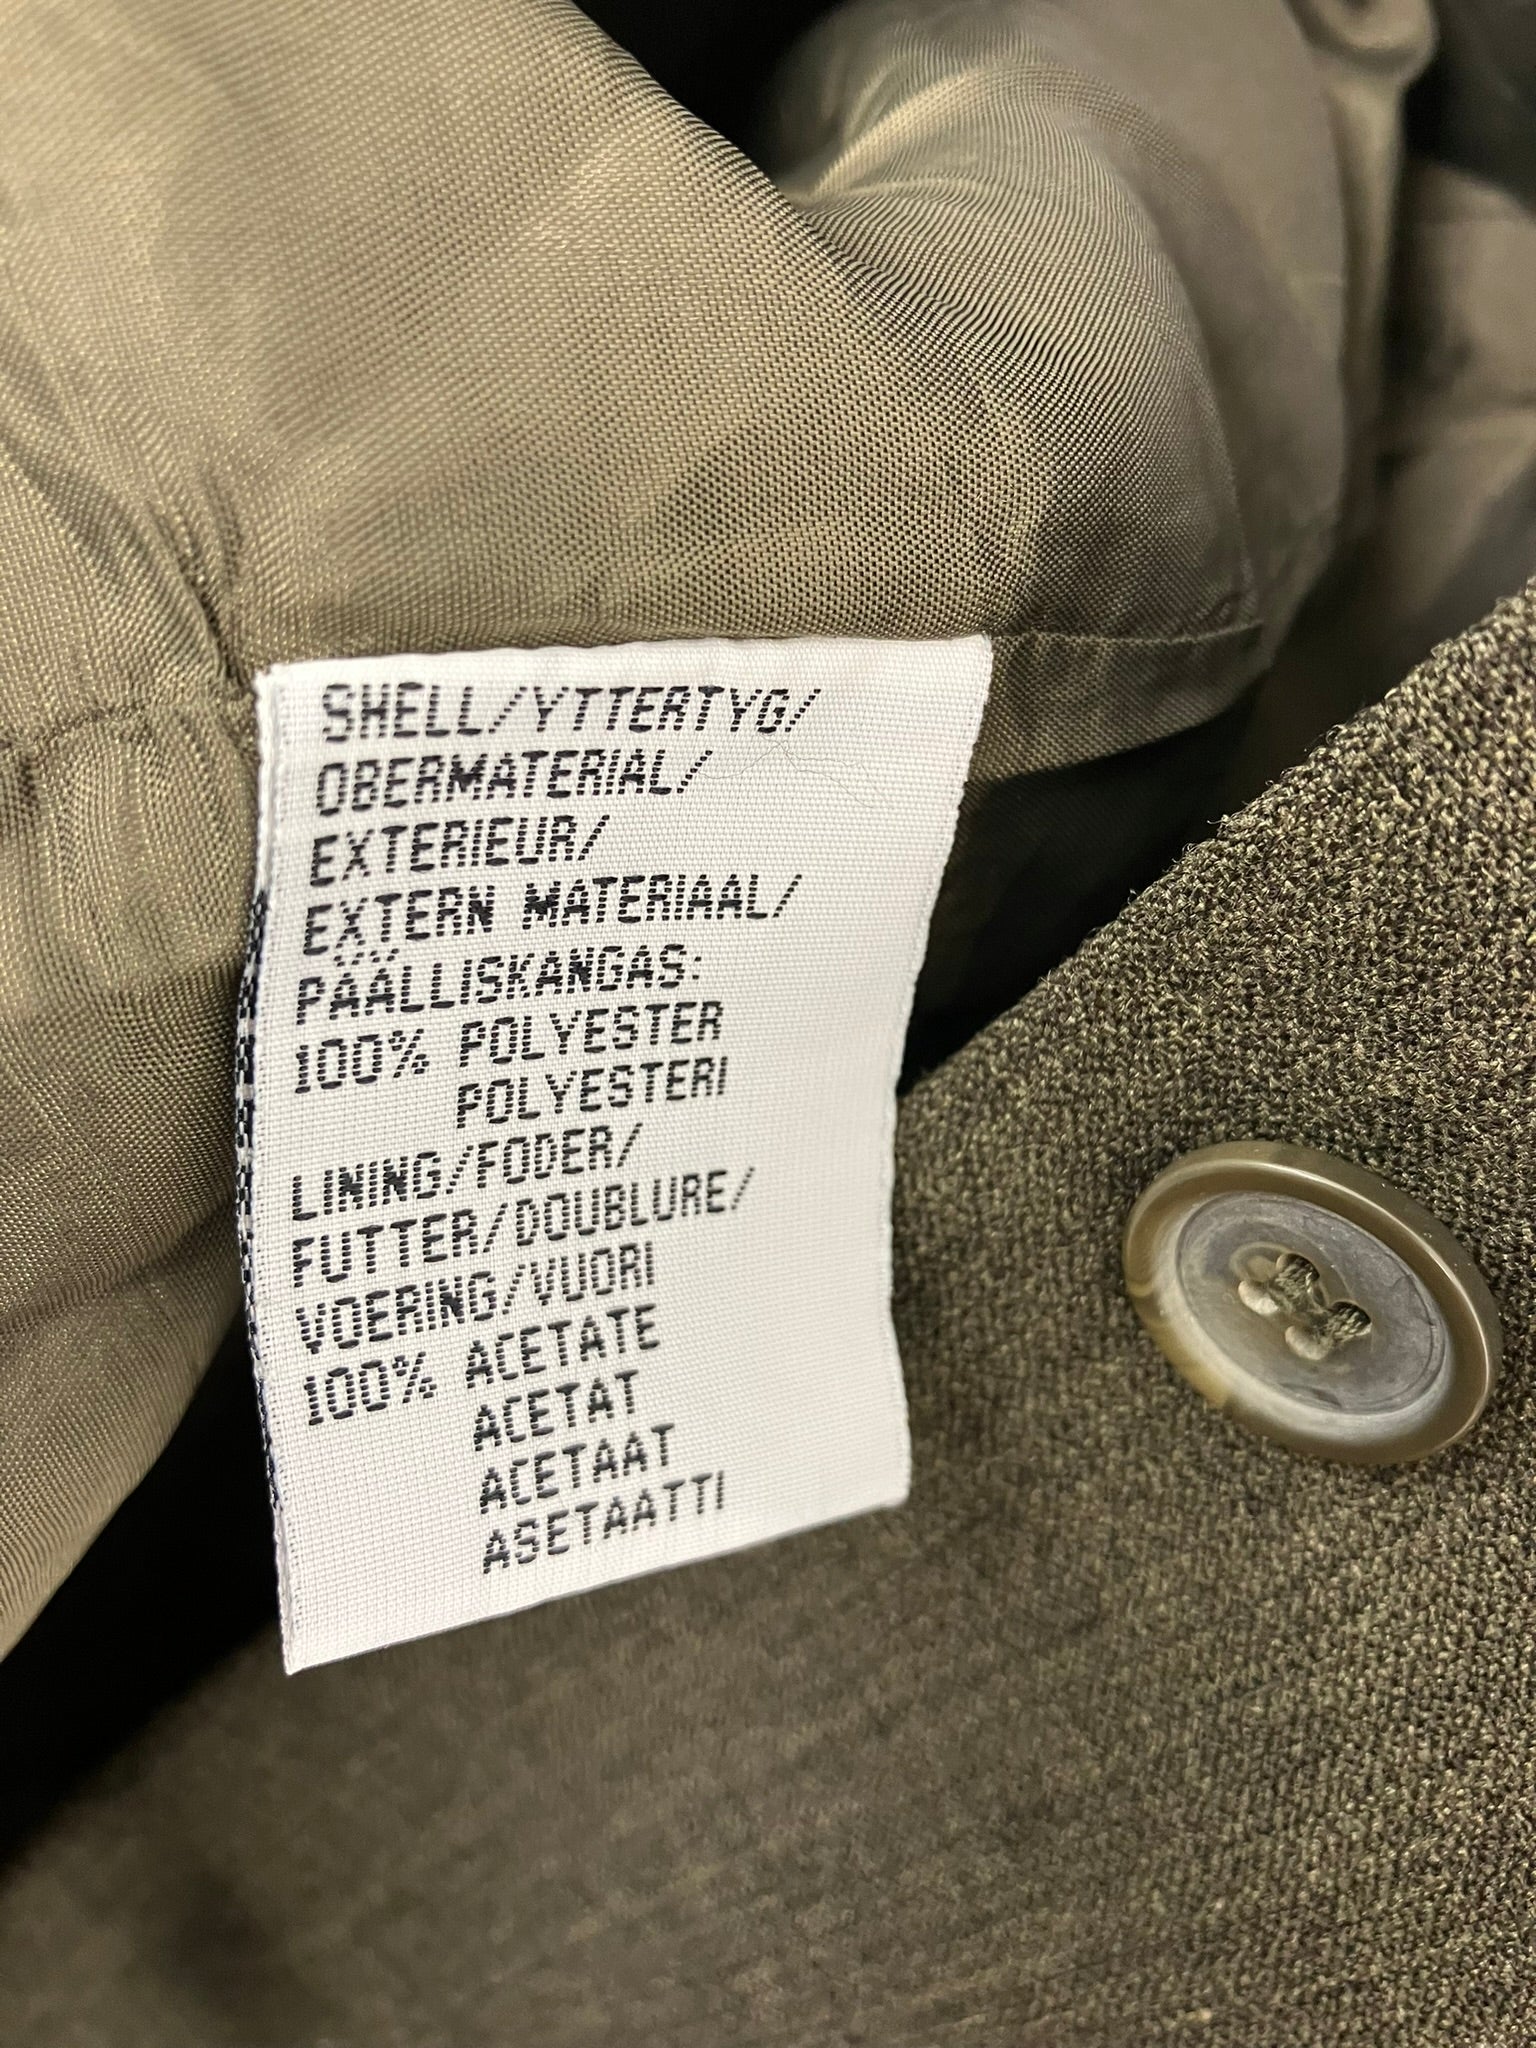 SHELL/YTTERTYG/
OBERMATERIAL/
EXTERIEUR/
EXTERN MATERIAAL/
PÄÄLLISKANGAS:
100% POLYESTER
POLYESTERI
LINING/FODER/
FUTTER/DOUBLURE/
VOERING/VUORI
100% ACETATE
ACETAT
ACETAAT
ASETAATTI